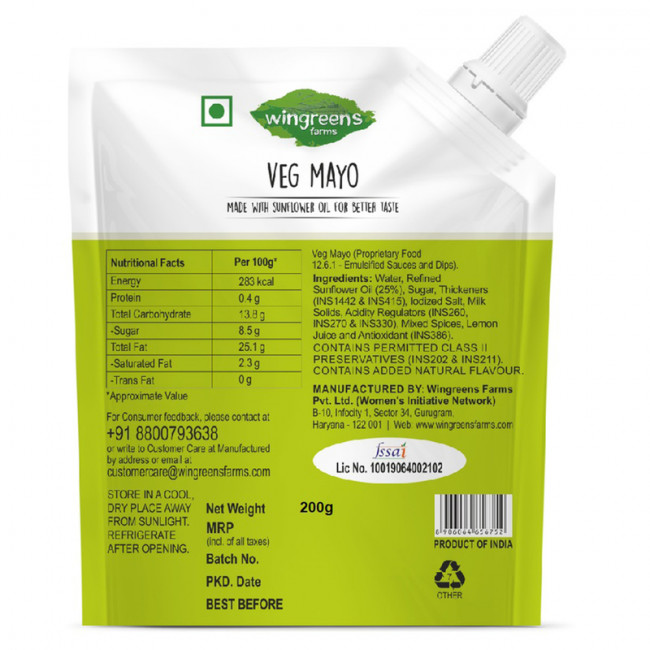 wingreens
farms
VEG MAYO
MADE WITH SUNFLOWER OIL FOR BETTER TASTE
Nutritional Facts Per 100g*
Energy 283 kcal
Protein 0.4 g
Total Carbohydrate 13.8 g
-Sugar 8.5 g
Total Fat 25.1 g
-Saturated Fat 2.3 g
-Trans Fat 0 g
*Approximate Value
For Consumer feedback, please contact at
+91 8800793638
or write to Customer Care at Manufactured
by address or email at
customercare@wingreensfarms.com
STORE IN A COOL,
DRY PLACE AWAY
FROM SUNLIGHT.
REFRIGERATE
AFTER OPENING.
Net Weight 200g
MRP
(incl. of all taxes)
Batch No.
PKD. Date
BEST BEFORE
Veg Mayo (Proprietary Food
12.6.1 - Emulsified Sauces and Dips).
Ingredients: Water, Refined
Sunflower Oil (25%), Sugar, Thickeners
(INS1442 & INS415), Iodized Salt, Milk
Solids, Acidity Regulators (INS260,
INS270 & INS330), Mixed Spices, Lemon
Juice and Antioxidant (INS386).
CONTAINS PERMITTED CLASS II
PRESERVATIVES (INS202 & INS211).
CONTAINS ADDED NATURAL FLAVOUR.
MANUFACTURED BY: Wingreens Farms
Pvt. Ltd. (Women's Initiative Network)
B-10, Infocity 1, Sector 34, Gurugram.
Haryana - 122 001 | Web. www.wingreensfarms.com
fssai
Lic No. 10019064002102
PRODUCT OF INDIA
7
OTHER